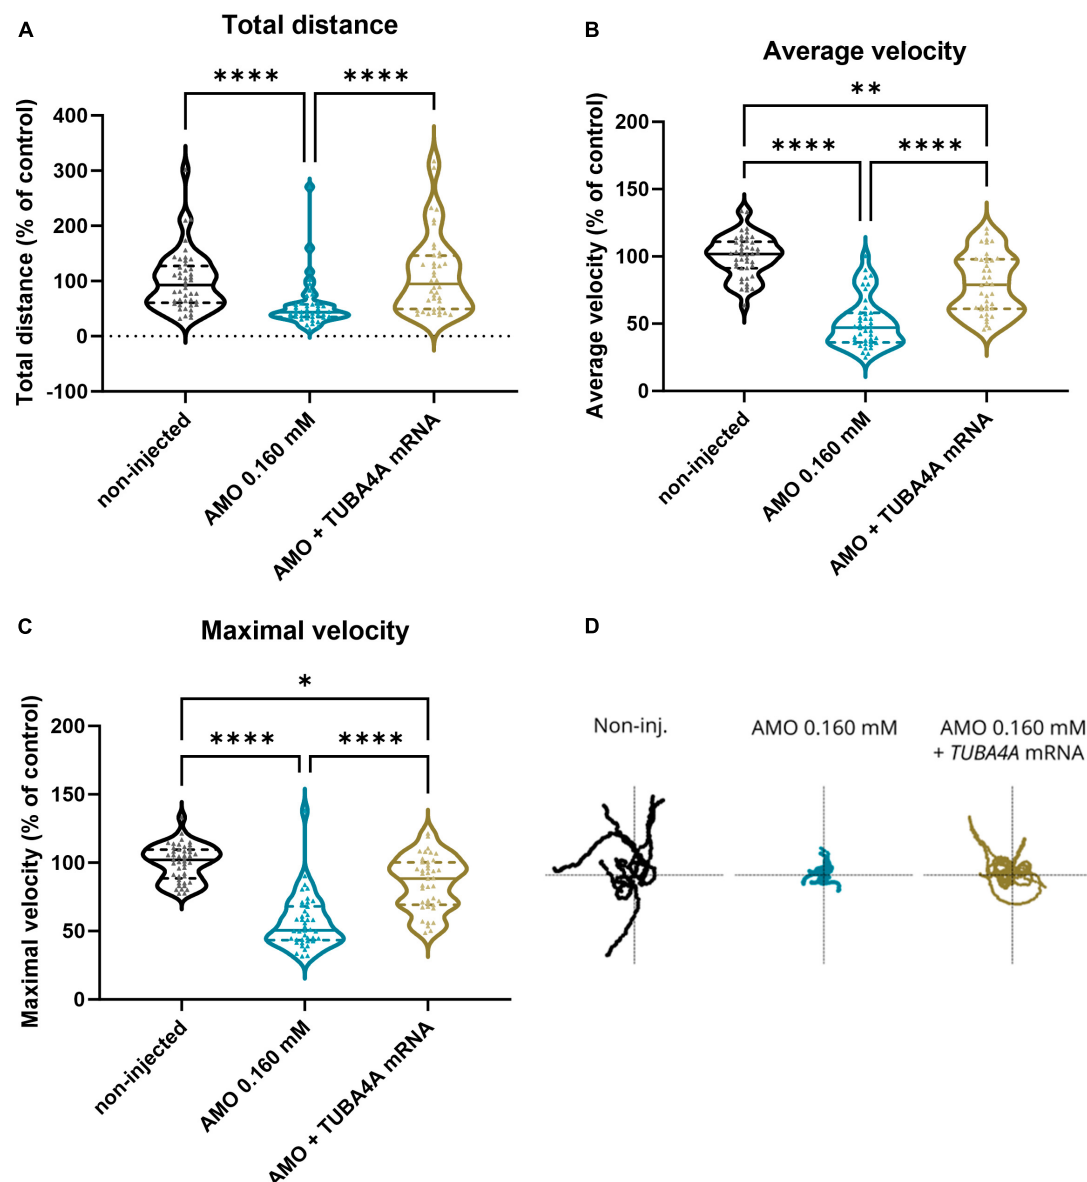 A
Total distance
**** ****
Total distance (% of control)
400
300
200
100
0
-100
non-injected
AMO 0.160 mM
AMO + TUBA4A mRNA
B
Average velocity
**
**** ****
Average velocity (% of control)
200
150
100
50
0
non-injected
AMO 0.160 mM
AMO + TUBA4A mRNA
C
Maximal velocity
*
**** ****
Maximal velocity (% of control)
200
150
100
50
0
non-injected
AMO 0.160 mM
AMO + TUBA4A mRNA
D
Non-inj.
AMO 0.160 mM
AMO 0.160 mM
+ TUBA4A mRNA